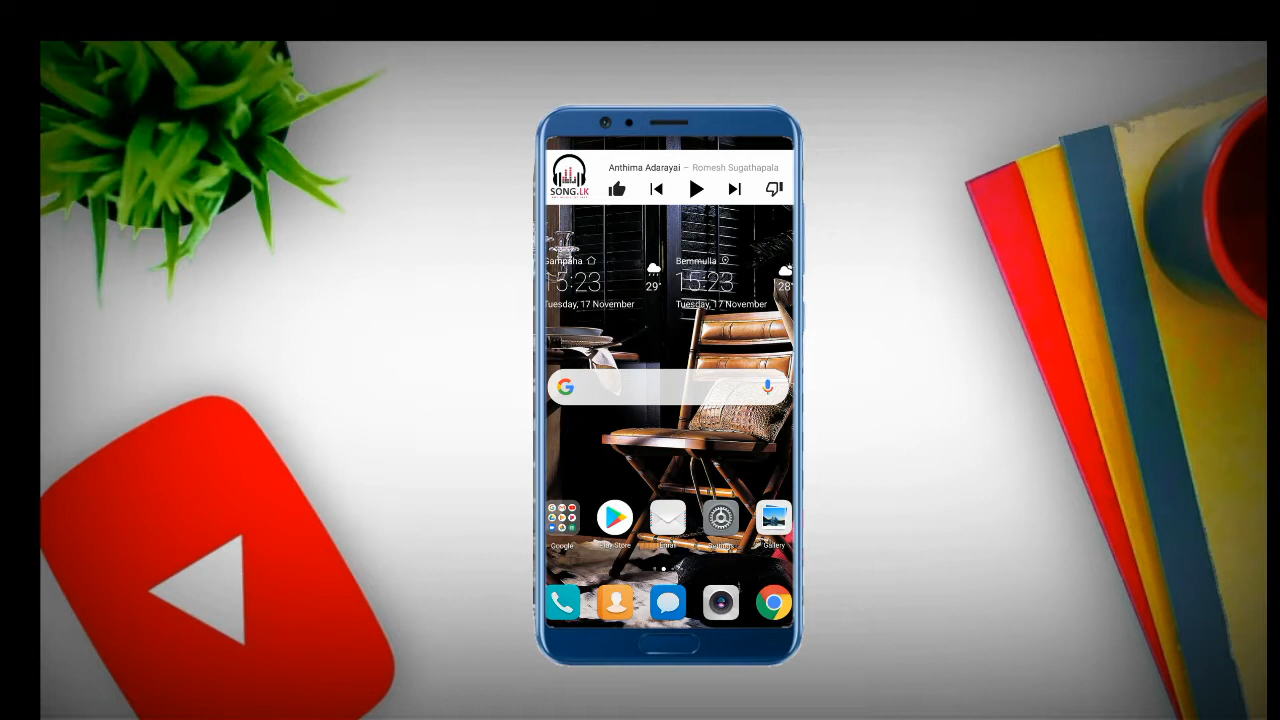 Anthima Adarayai – Romesh Sugathapala
SONG.LK
Gampaha
Bemmulla
15:23
29°
15:23
28°
Tuesday, 17 November
Tuesday, 17 November
Google
Play Store
Email
Settings
Gallery